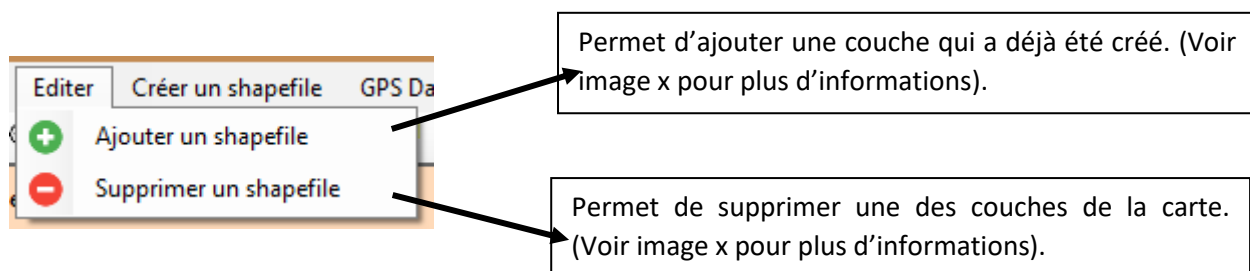 Permet d’ajouter une couche qui a déjà été créé. (Voir
image x pour plus d’informations).
Editer Créer un shapefile GPS Da
Ajouter un shapefile
Supprimer un shapefile
Permet de supprimer une des couches de la carte.
(Voir image x pour plus d’informations).